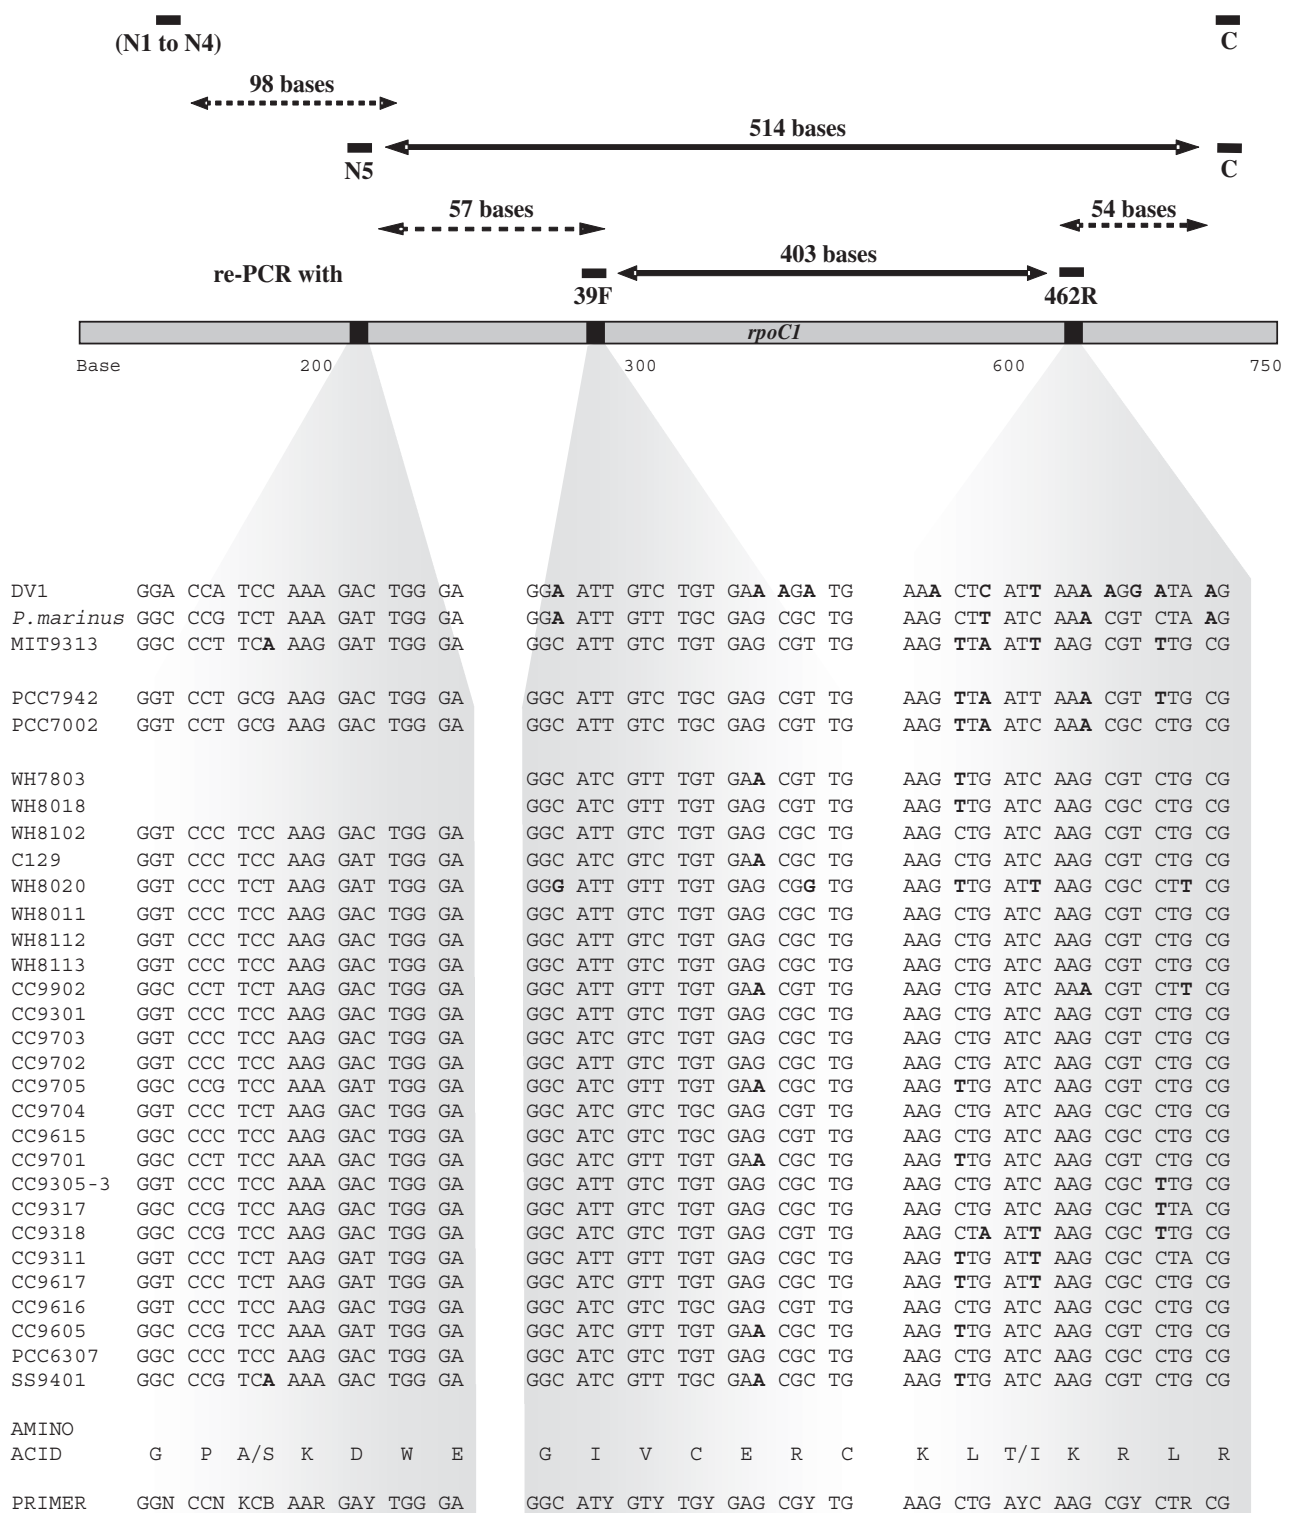 (N1 to N4) C
98 bases
514 bases
N5 C
57 bases 54 bases
403 bases
re-PCR with
39F 462R
rpoC1
Base 200 300 600 750
DV1 GGA CCA TCC AAA GAC TGG GA GGA ATT GTC TGT GAA AGA TG AAA CTC ATT AAA AGG ATA AG
P.marinus GGC CCG TCT AAA GAT TGG GA GGA ATT GTT TGC GAG CGC TG AAG CTT ATC AAA CGT CTA AG
MIT9313 GGC CCT TCA AAG GAT TGG GA GGC ATT GTC TGC GAG CGT TG AAG TTA ATT AAG CGT TTG CG
PCC7942 GGT CCT GCG AAG GAC TGG GA GGC ATT GTC TGC GAG CGT TG AAG TTA ATT AAA CGT TTG CG
PCC7002 GGT CCT GCG AAG GAC TGG GA GGC ATT GTC TGC GAG CGT TG AAG TTA ATC AAA CGC CTG CG
WH7803 GGC ATC GTT TGT GAA CGT TG AAG TTG ATC AAG CGT CTG CG
WH8018 GGC ATC GTT TGT GAG CGT TG AAG TTG ATC AAG CGC CTG CG
WH8102 GGT CCC TCC AAG GAC TGG GA GGC ATT GTC TGT GAG CGC TG AAG CTG ATC AAG CGT CTG CG
C129 GGT CCC TCC AAG GAT TGG GA GGC ATC GTC TGT GAA CGC TG AAG CTG ATC AAG CGT CTG CG
WH8020 GGT CCC TCT AAG GAT TGG GA GGG ATT GTT TGT GAG CGG TG AAG TTG ATT AAG CGC CTT CG
WH8011 GGT CCC TCC AAG GAC TGG GA GGC ATT GTC TGT GAG CGC TG AAG CTG ATC AAG CGT CTG CG
WH8112 GGT CCC TCC AAG GAC TGG GA GGC ATT GTC TGT GAG CGC TG AAG CTG ATC AAG CGT CTG CG
WH8113 GGT CCC TCC AAG GAC TGG GA GGC ATT GTC TGT GAG CGC TG AAG CTG ATC AAG CGT CTG CG
CC9902 GGC CCT TCT AAG GAC TGG GA GGC ATT GTT TGT GAA CGT TG AAG CTG ATC AAA CGT CTT CG
CC9301 GGT CCC TCC AAG GAC TGG GA GGC ATT GTC TGT GAG CGC TG AAG CTG ATC AAG CGT CTG CG
CC9703 GGT CCC TCC AAG GAC TGG GA GGC ATT GTC TGT GAG CGC TG AAG CTG ATC AAG CGT CTG CG
CC9702 GGT CCC TCC AAG GAC TGG GA GGC ATT GTC TGT GAG CGC TG AAG CTG ATC AAG CGT CTG CG
CC9705 GGC CCG TCC AAA GAT TGG GA GGC ATC GTT TGT GAA CGC TG AAG TTG ATC AAG CGT CTG CG
CC9704 GGT CCC TCT AAG GAC TGG GA GGC ATC GTC TGC GAG CGT TG AAG CTG ATC AAG CGC CTG CG
CC9615 GGC CCC TCC AAG GAC TGG GA GGC ATC GTC TGC GAG CGT TG AAG CTG ATC AAG CGC CTG CG
CC9701 GGC CCT TCC AAA GAC TGG GA GGC ATC GTT TGT GAA CGC TG AAG TTG ATC AAG CGT CTG CG
CC9305-3 GGT CCC TCC AAA GAC TGG GA GGC ATT GTC TGT GAG CGC TG AAG CTG ATC AAG CGC TTG CG
CC9317 GGC CCG TCC AAG GAC TGG GA GGC ATT GTC TGT GAG CGC TG AAG CTG ATC AAG CGC TTA CG
CC9318 GGC CCG TCC AAG GAC TGG GA GGC ATC GTC TGT GAG CGC TG AAG CTA ATT AAG CGC TTG CG
CC9311 GGT CCC TCT AAG GAT TGG GA GGC ATT GTT TGT GAG CGC TG AAG TTG ATT AAG CGC CTA CG
CC9617 GGT CCC TCT AAG GAT TGG GA GGC ATC GTT TGT GAG CGC TG AAG TTG ATT AAG CGC CTG CG
CC9616 GGT CCC TCC AAG GAC TGG GA GGC ATC GTC TGC GAG CGT TG AAG CTG ATC AAG CGC CTG CG
CC9605 GGC CCG TCC AAA GAT TGG GA GGC ATC GTT TGT GAA CGC TG AAG TTG ATC AAG CGT CTG CG
PCC6307 GGC CCC TCC AAG GAC TGG GA GGC ATC GTC TGT GAG CGC TG AAG CTG ATC AAG CGC CTG CG
SS9401 GGC CCG TCA AAA GAC TGG GA GGC ATC GTT TGC GAA CGC TG AAG TTG ATC AAG CGT CTG CG
AMINO
ACID G P A/S K D W E G I V C E R C K L T/I K R L R
PRIMER GGN CCN KCB AAR GAY TGG GA GGC ATY GTY TGY GAG CGY TG AAG CTG AYC AAG CGY CTR CG